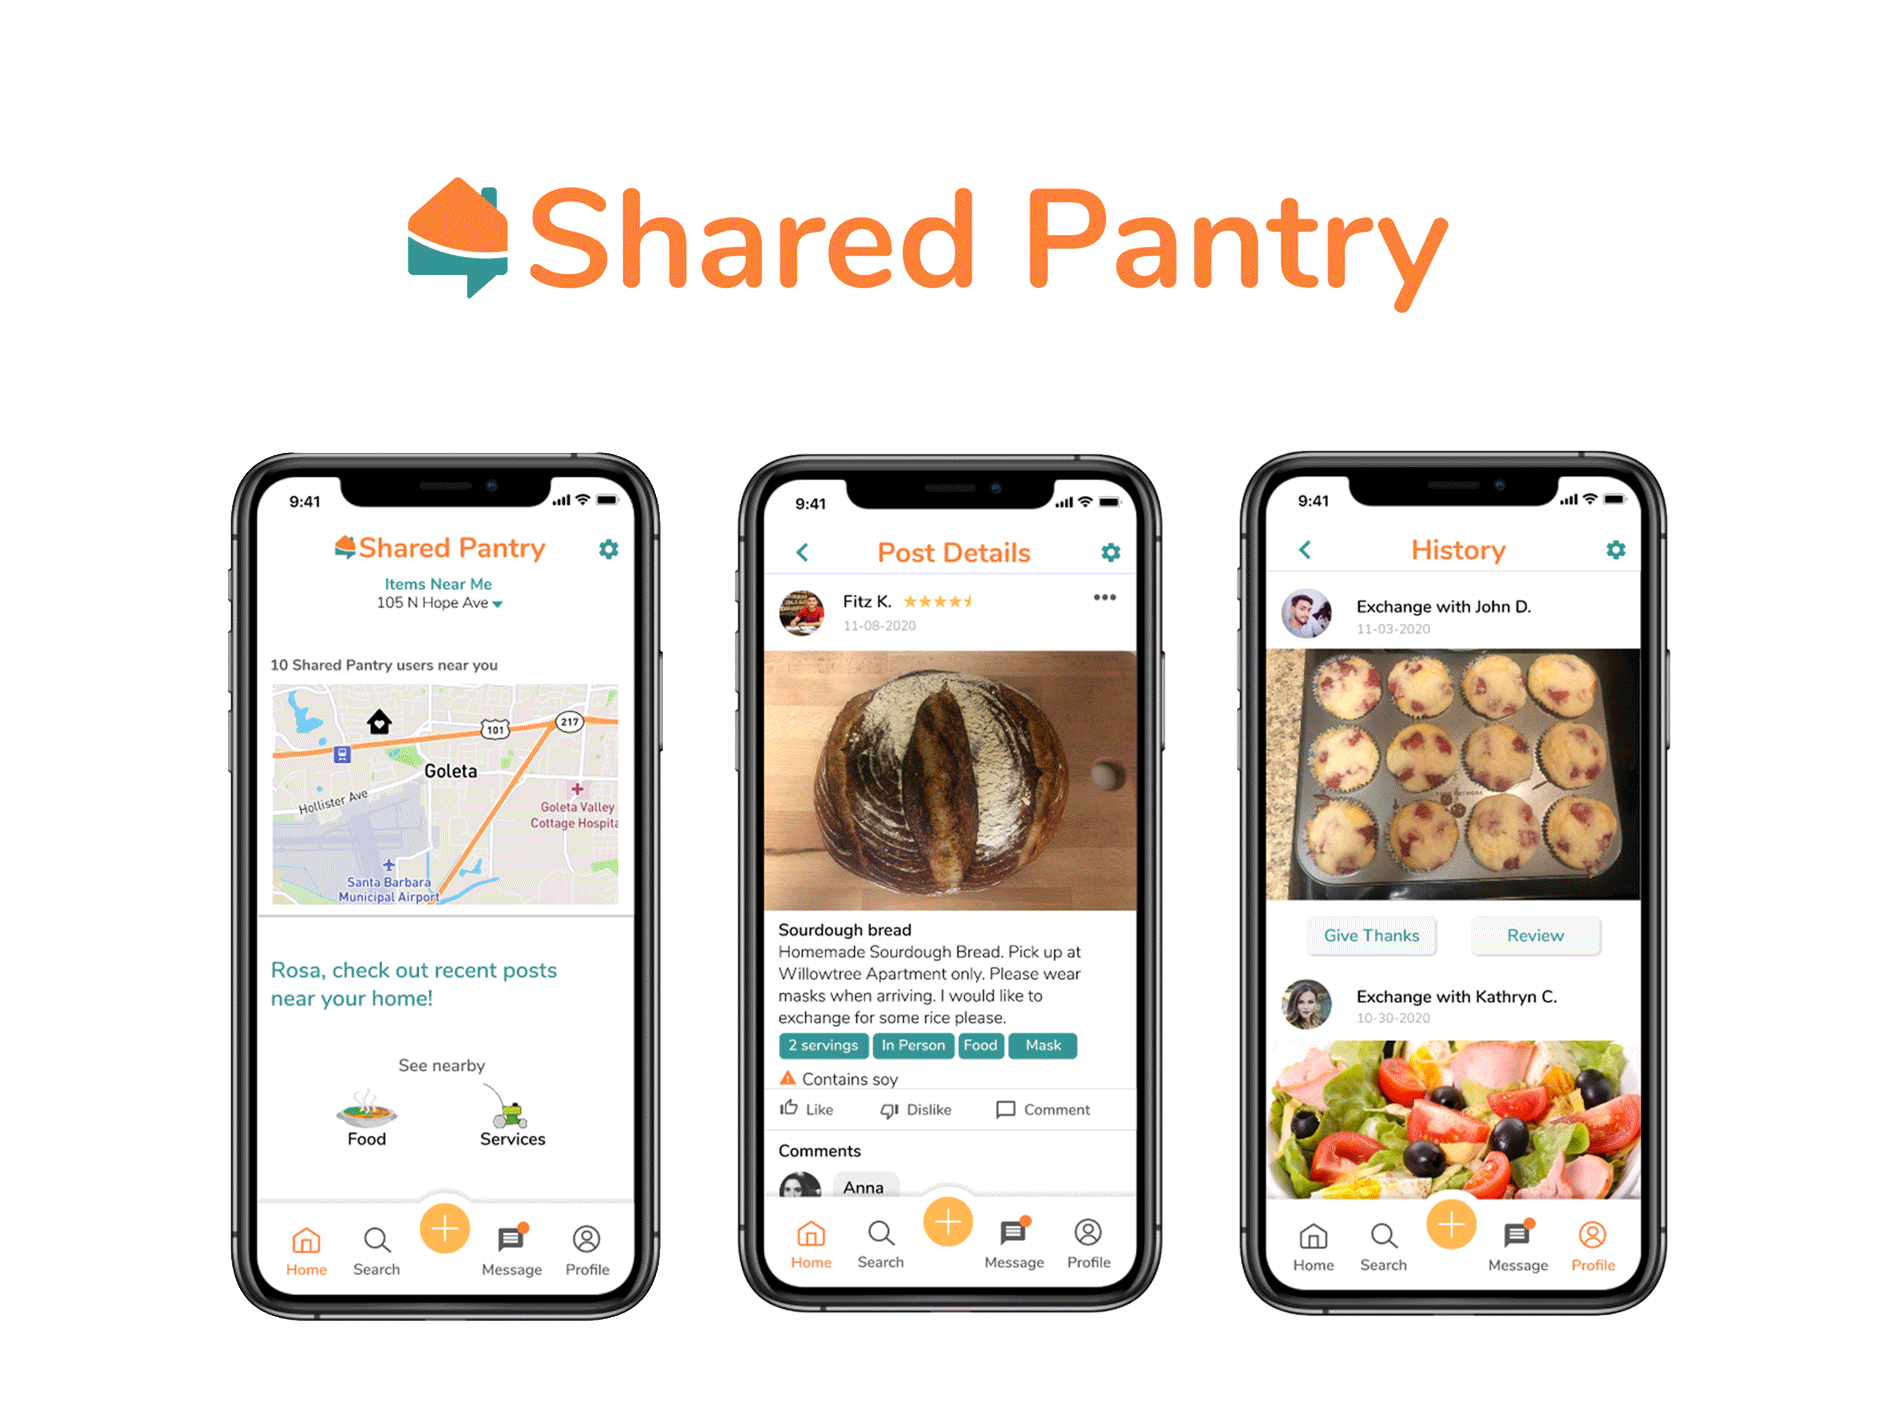 Shared Pantry
9:41
Shared Pantry
Items Near Me
105 N Hope Ave
10 Shared Pantry users near you
101
217
Goleta
Hollister Ave
Goleta Valley
Cottage Hospita
Santa Barbara
Municipal Airport
Rosa, check out recent posts
near your home!
See nearby
Food
Services
Home
Search
Message
Profile
9:41
Post Details
Fitz K.
11-08-2020
Sourdough bread
Homemade Sourdough Bread. Pick up at
Willowtree Apartment only. Please wear
masks when arriving. I would like to
exchange for some rice please.
2 servings
In Person
Food
Mask
Contains soy
Like
Dislike
Comment
Comments
Anna
Home
Search
Message
Profile
9:41
History
Exchange with John D.
11-03-2020
Give Thanks
Review
Exchange with Kathryn C.
10-30-2020
Home
Search
Message
Profile